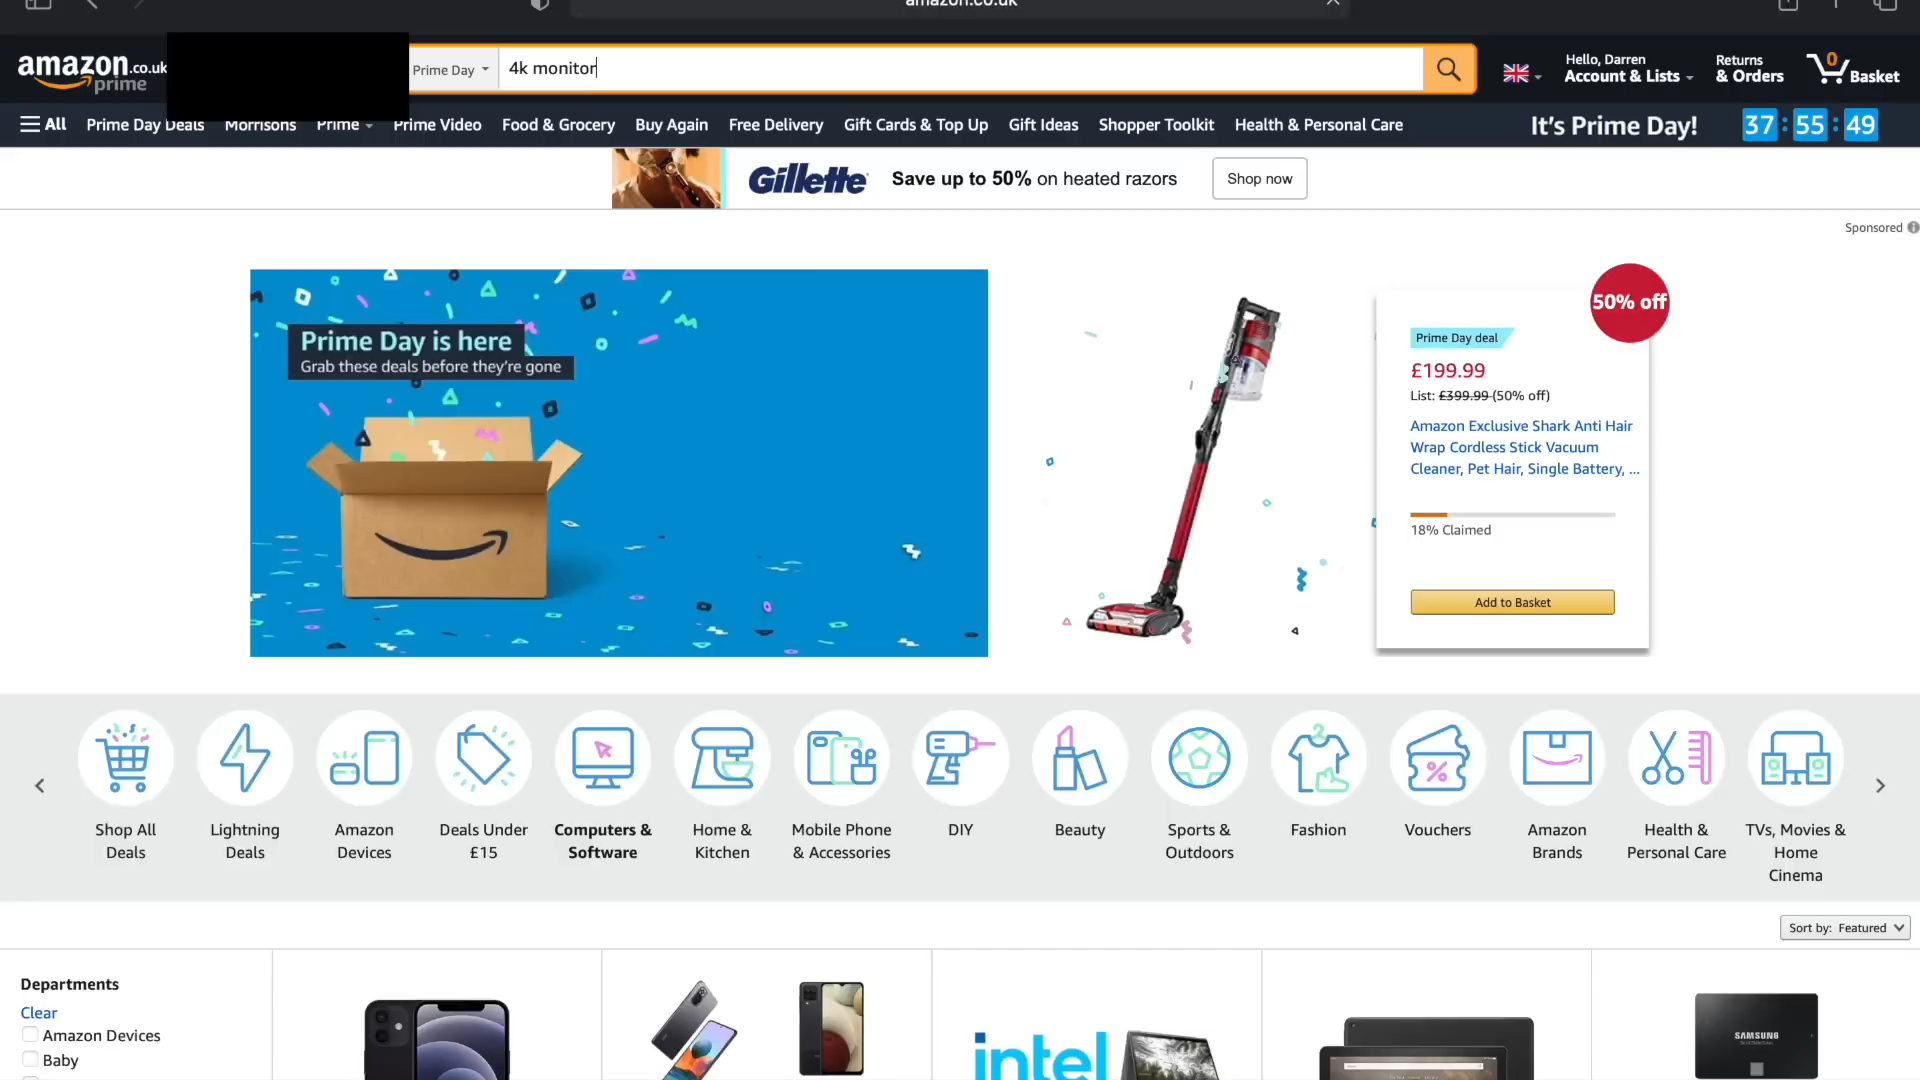 amazon.co.uk
amazon.co.uk
prime
Prime Day
4k monitor
Hello, Darren
Account & Lists
Returns
& Orders
0
Basket
All
Prime Day Deals
Morrisons
Prime
Prime Video
Food & Grocery
Buy Again
Free Delivery
Gift Cards & Top Up
Gift Ideas
Shopper Toolkit
Health & Personal Care
It's Prime Day!
37 : 55 : 49
Gillette
Save up to 50% on heated razors
Shop now
Sponsored
Prime Day is here
Grab these deals before they're gone
50% off
Prime Day deal
£199.99
List: £399.99 (50% off)
Amazon Exclusive Shark Anti Hair
Wrap Cordless Stick Vacuum
Cleaner, Pet Hair, Single Battery, ...
18% Claimed
Add to Basket
Shop All
Deals
Lightning
Deals
Amazon
Devices
Deals Under
£15
Computers &
Software
Home &
Kitchen
Mobile Phone
& Accessories
DIY
Beauty
Sports &
Outdoors
Fashion
Vouchers
Amazon
Brands
Health &
Personal Care
TVs, Movies &
Home
Cinema
Sort by: Featured
Departments
Clear
Amazon Devices
Baby
intel
SAMSUNG